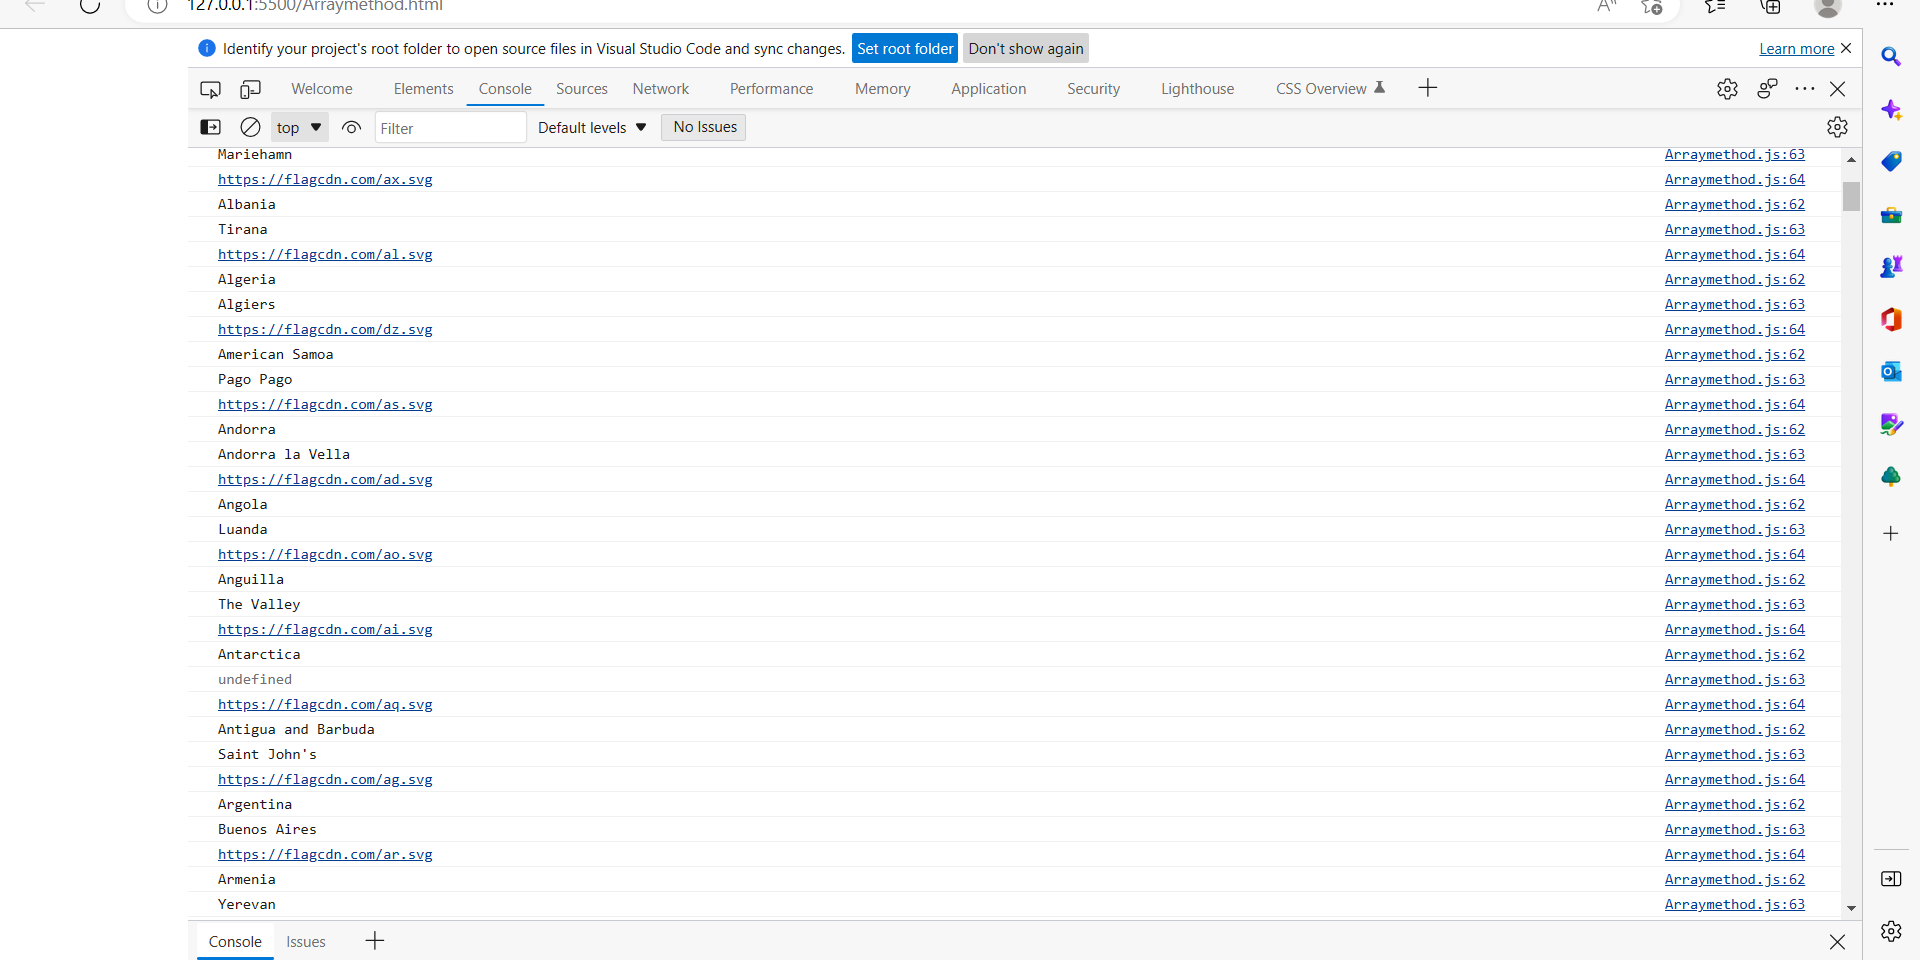 127.0.0.1:5500/Arraymethod.html
Identify your project's root folder to open source files in Visual Studio Code and sync changes. Set root folder Don't show again Learn more
Welcome Elements Console Sources Network Performance Memory Application Security Lighthouse CSS Overview
top Filter Default levels No Issues
Mariehamn Arraymethod.js:63
https://flagcdn.com/ax.svg Arraymethod.js:64
Albania Arraymethod.js:62
Tirana Arraymethod.js:63
https://flagcdn.com/al.svg Arraymethod.js:64
Algeria Arraymethod.js:62
Algiers Arraymethod.js:63
https://flagcdn.com/dz.svg Arraymethod.js:64
American Samoa Arraymethod.js:62
Pago Pago Arraymethod.js:63
https://flagcdn.com/as.svg Arraymethod.js:64
Andorra Arraymethod.js:62
Andorra la Vella Arraymethod.js:63
https://flagcdn.com/ad.svg Arraymethod.js:64
Angola Arraymethod.js:62
Luanda Arraymethod.js:63
https://flagcdn.com/ao.svg Arraymethod.js:64
Anguilla Arraymethod.js:62
The Valley Arraymethod.js:63
https://flagcdn.com/ai.svg Arraymethod.js:64
Antarctica Arraymethod.js:62
undefined Arraymethod.js:63
https://flagcdn.com/aq.svg Arraymethod.js:64
Antigua and Barbuda Arraymethod.js:62
Saint John's Arraymethod.js:63
https://flagcdn.com/ag.svg Arraymethod.js:64
Argentina Arraymethod.js:62
Buenos Aires Arraymethod.js:63
https://flagcdn.com/ar.svg Arraymethod.js:64
Armenia Arraymethod.js:62
Yerevan Arraymethod.js:63
Console Issues